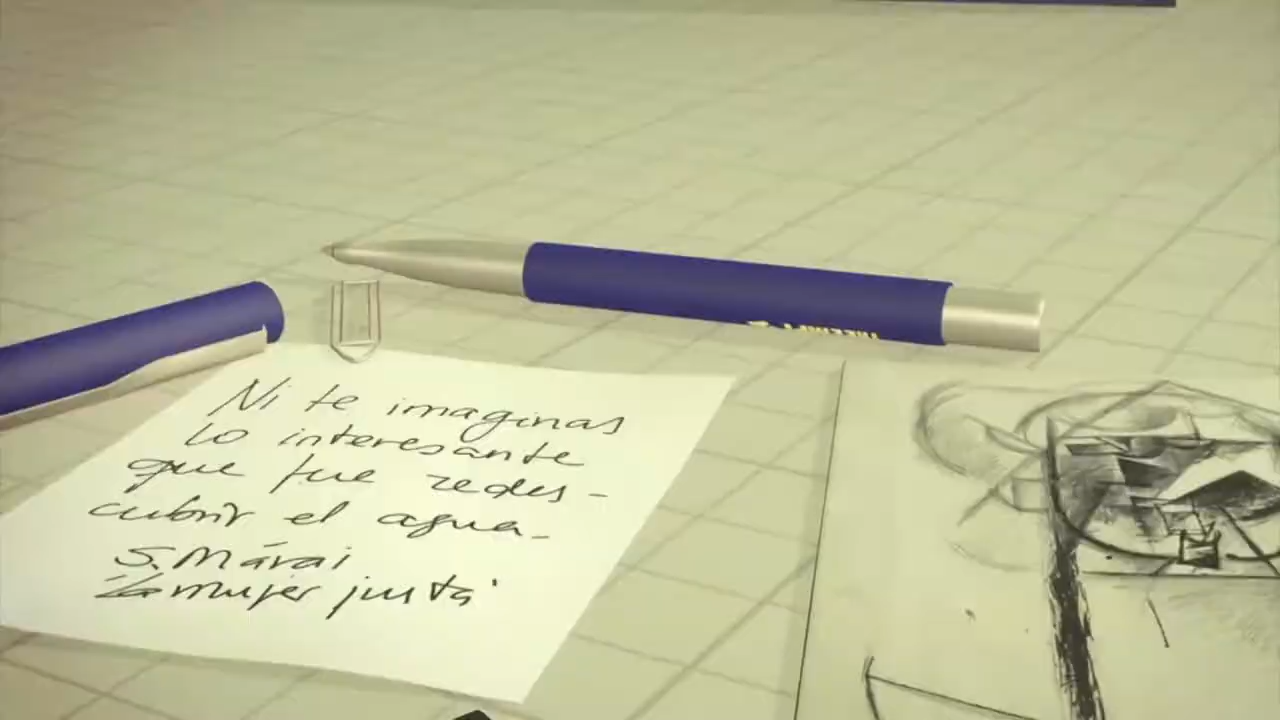 Ni te imaginas
lo interesante
que fue redes-
cubrir el agua.
S. Márai
"La mujer justa"